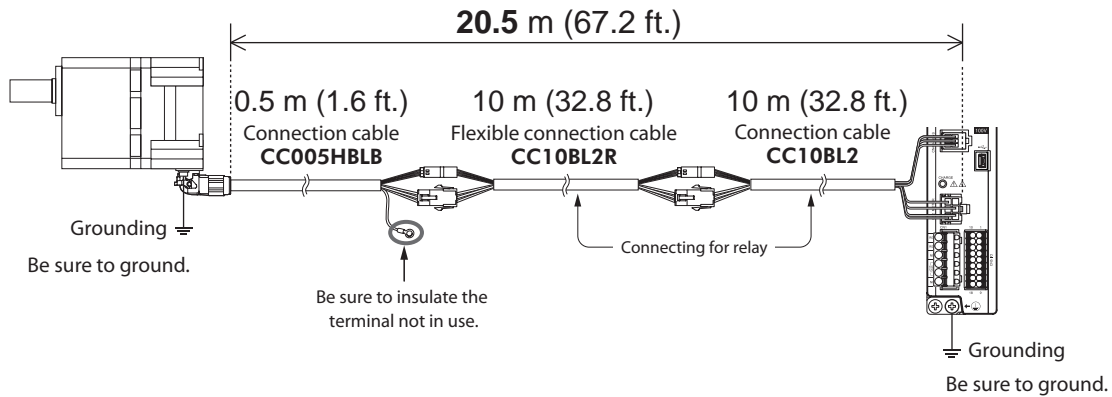 20.5 m (67.2 ft.)
0.5 m (1.6 ft.)
Connection cable
CC005HBLB
10 m (32.8 ft.)
Flexible connection cable
CC10BL2R
10 m (32.8 ft.)
Connection cable
CC10BL2
100V
CHARGE
Grounding
Be sure to ground.
Connecting for relay
Be sure to insulate the
terminal not in use.
Grounding
Be sure to ground.